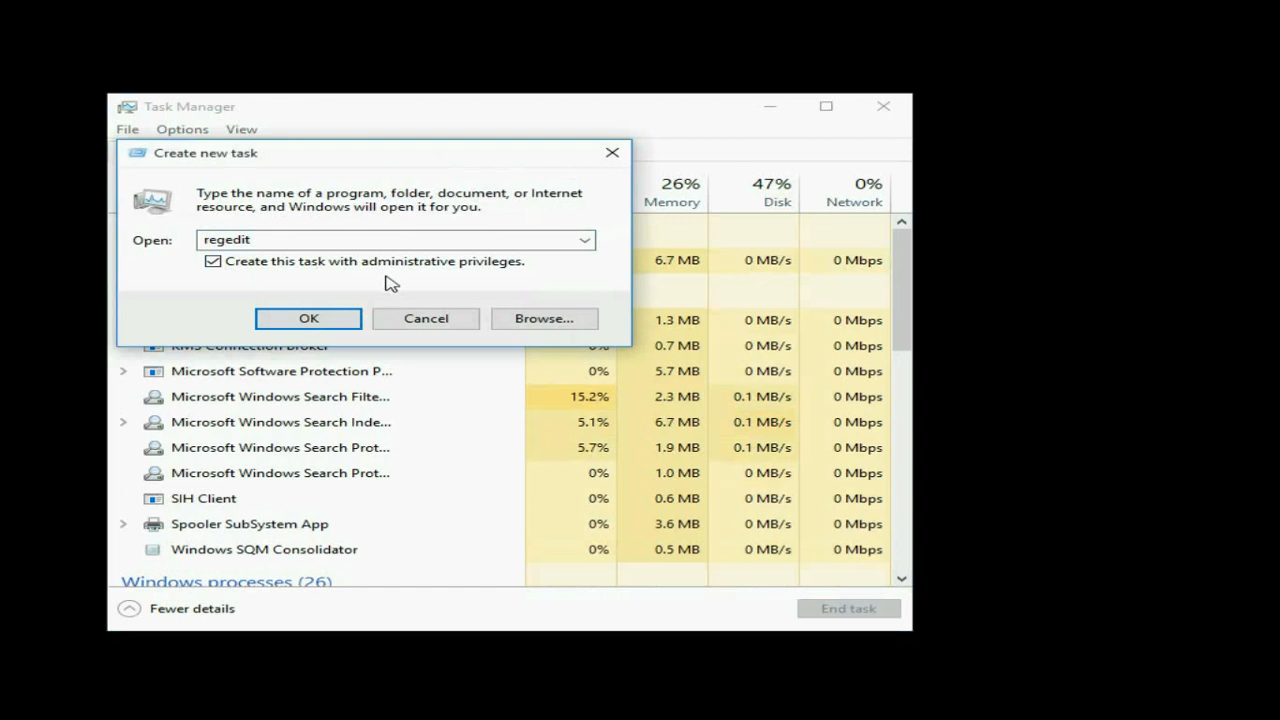 Task Manager
File Options View
Create new task
Type the name of a program, folder, document, or Internet
resource, and Windows will open it for you.
Open: regedit
Create this task with administrative privileges.
OK Cancel Browse...
26% 47% 0%
Memory Disk Network
6.7 MB 0 MB/s 0 Mbps
1.3 MB 0 MB/s 0 Mbps
KMS Connection Broker 0% 0.7 MB 0 MB/s 0 Mbps
Microsoft Software Protection P... 0% 5.7 MB 0 MB/s 0 Mbps
Microsoft Windows Search Filte... 15.2% 2.3 MB 0.1 MB/s 0 Mbps
Microsoft Windows Search Inde... 5.1% 6.7 MB 0.1 MB/s 0 Mbps
Microsoft Windows Search Prot... 5.7% 1.9 MB 0.1 MB/s 0 Mbps
Microsoft Windows Search Prot... 0% 1.0 MB 0 MB/s 0 Mbps
SIH Client 0% 0.6 MB 0 MB/s 0 Mbps
Spooler SubSystem App 0% 3.6 MB 0 MB/s 0 Mbps
Windows SQM Consolidator 0% 0.5 MB 0 MB/s 0 Mbps
Windows processes (26)
Fewer details End task